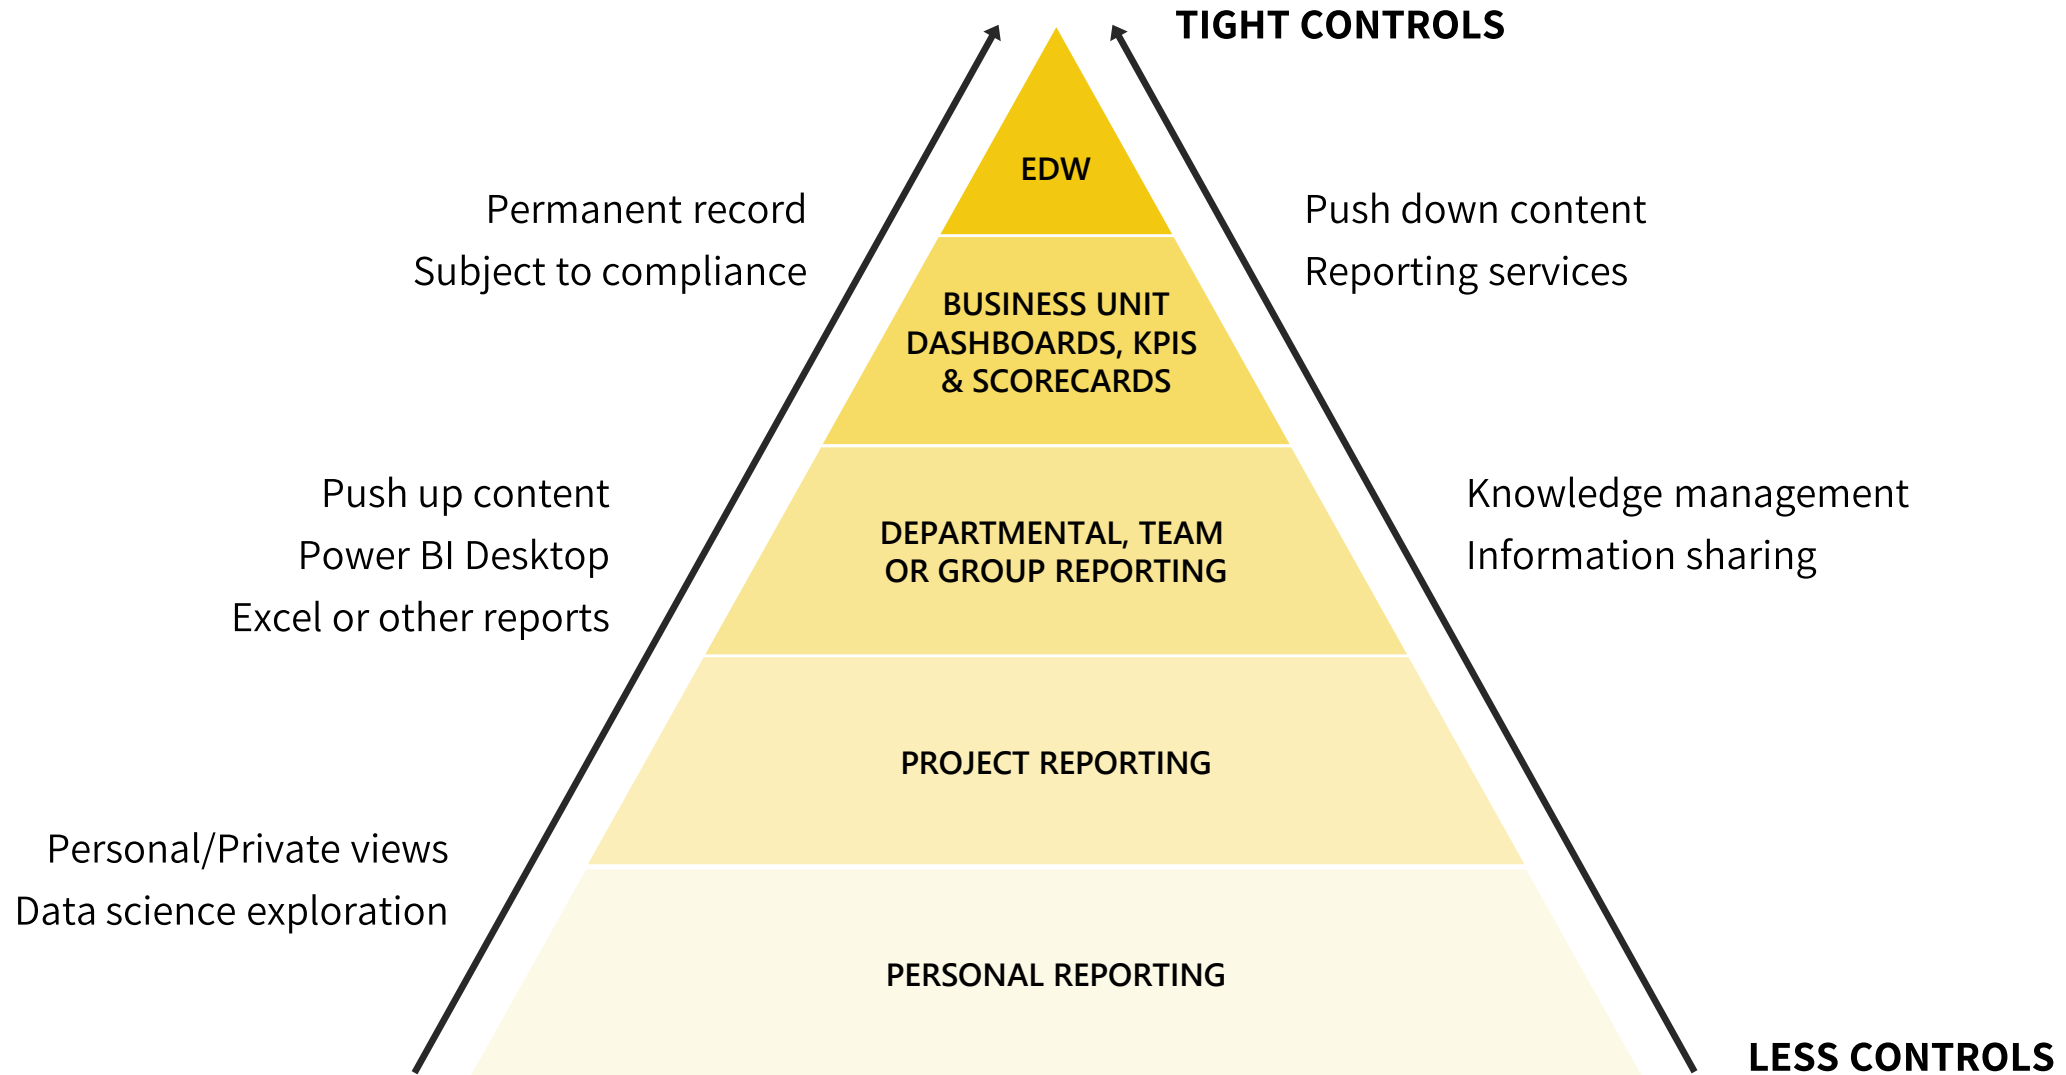 TIGHT CONTROLS
EDW
Permanent record
Subject to compliance
Push down content
Reporting services
BUSINESS UNIT
DASHBOARDS, KPIS
& SCORECARDS
Push up content
Power BI Desktop
Excel or other reports
DEPARTMENTAL, TEAM
OR GROUP REPORTING
Knowledge management
Information sharing
PROJECT REPORTING
Personal/Private views
Data science exploration
PERSONAL REPORTING
LESS CONTROLS